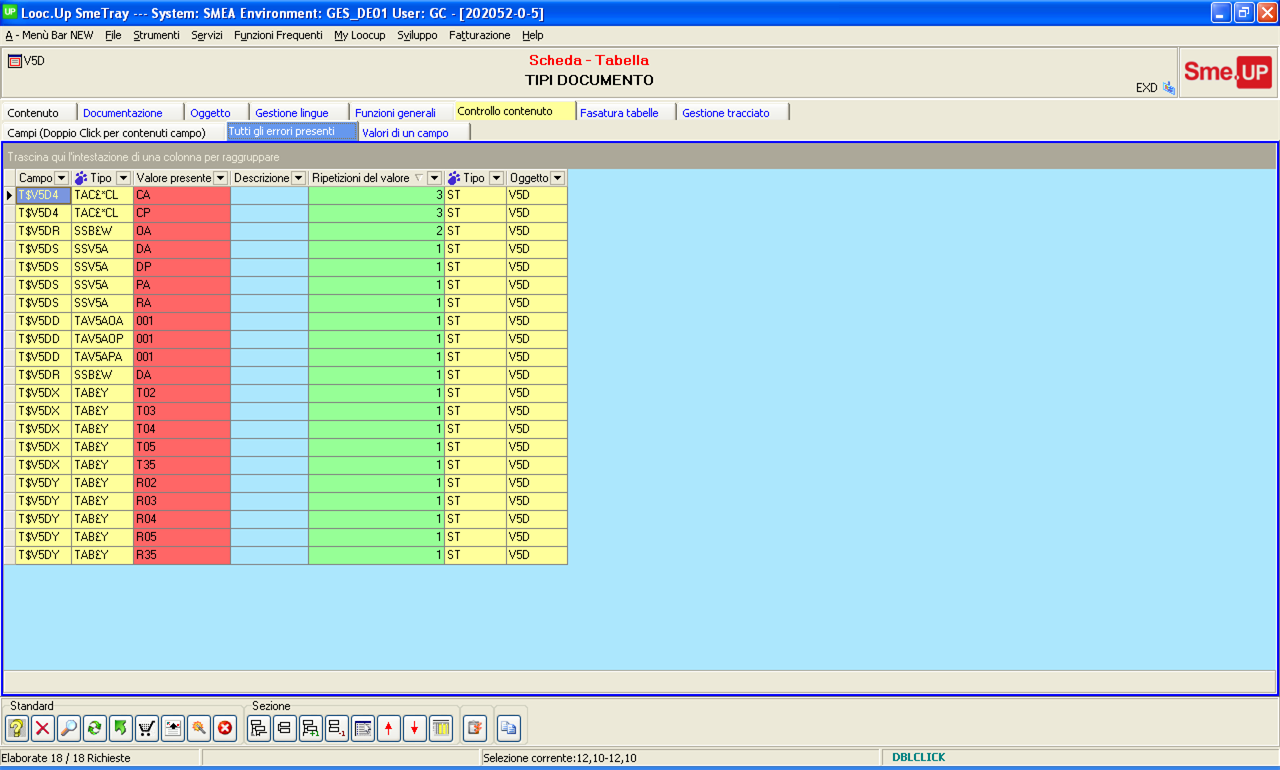 UP Looc.Up SmeTray --- System: SMEA Environment: GES_DE01 User: GC - [202052-0-5]
A - Menù Bar NEW File Strumenti Servizi Funzioni Frequenti My Loocup Sviluppo Fatturazione Help
V5D
Scheda - Tabella
TIPI DOCUMENTO
EXD
Sme.UP
Contenuto Documentazione Oggetto Gestione lingue Funzioni generali Controllo contenuto Fasatura tabelle Gestione tracciato
Campi (Doppio Click per contenuti campo) Tutti gli errori presenti Valori di un campo
Trascina qui l'intestazione di una colonna per raggruppare
Campo Tipo Valore presente Descrizione Ripetizioni del valore Tipo Oggetto
T$V5D4 TAC£*CL CA 3 ST V5D
T$V5D4 TAC£*CL CP 3 ST V5D
T$V5DR SSB£W OA 2 ST V5D
T$V5DS SSV5A DA 1 ST V5D
T$V5DS SSV5A DP 1 ST V5D
T$V5DS SSV5A PA 1 ST V5D
T$V5DS SSV5A RA 1 ST V5D
T$V5DD TAV5AOA 001 1 ST V5D
T$V5DD TAV5AOP 001 1 ST V5D
T$V5DD TAV5APA 001 1 ST V5D
T$V5DR SSB£W DA 1 ST V5D
T$V5DX TAB£Y T02 1 ST V5D
T$V5DX TAB£Y T03 1 ST V5D
T$V5DX TAB£Y T04 1 ST V5D
T$V5DX TAB£Y T05 1 ST V5D
T$V5DX TAB£Y T35 1 ST V5D
T$V5DY TAB£Y R02 1 ST V5D
T$V5DY TAB£Y R03 1 ST V5D
T$V5DY TAB£Y R04 1 ST V5D
T$V5DY TAB£Y R05 1 ST V5D
T$V5DY TAB£Y R35 1 ST V5D
Standard Sezione
Elaborate 18 / 18 Richieste Selezione corrente:12,10-12,10 DBLCLICK